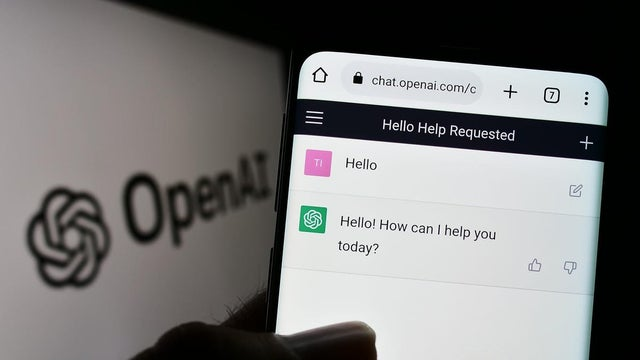 OpenAI
chat.openai.com/c
7
Hello Help Requested
TI
Hello
Hello! How can I help you
today?